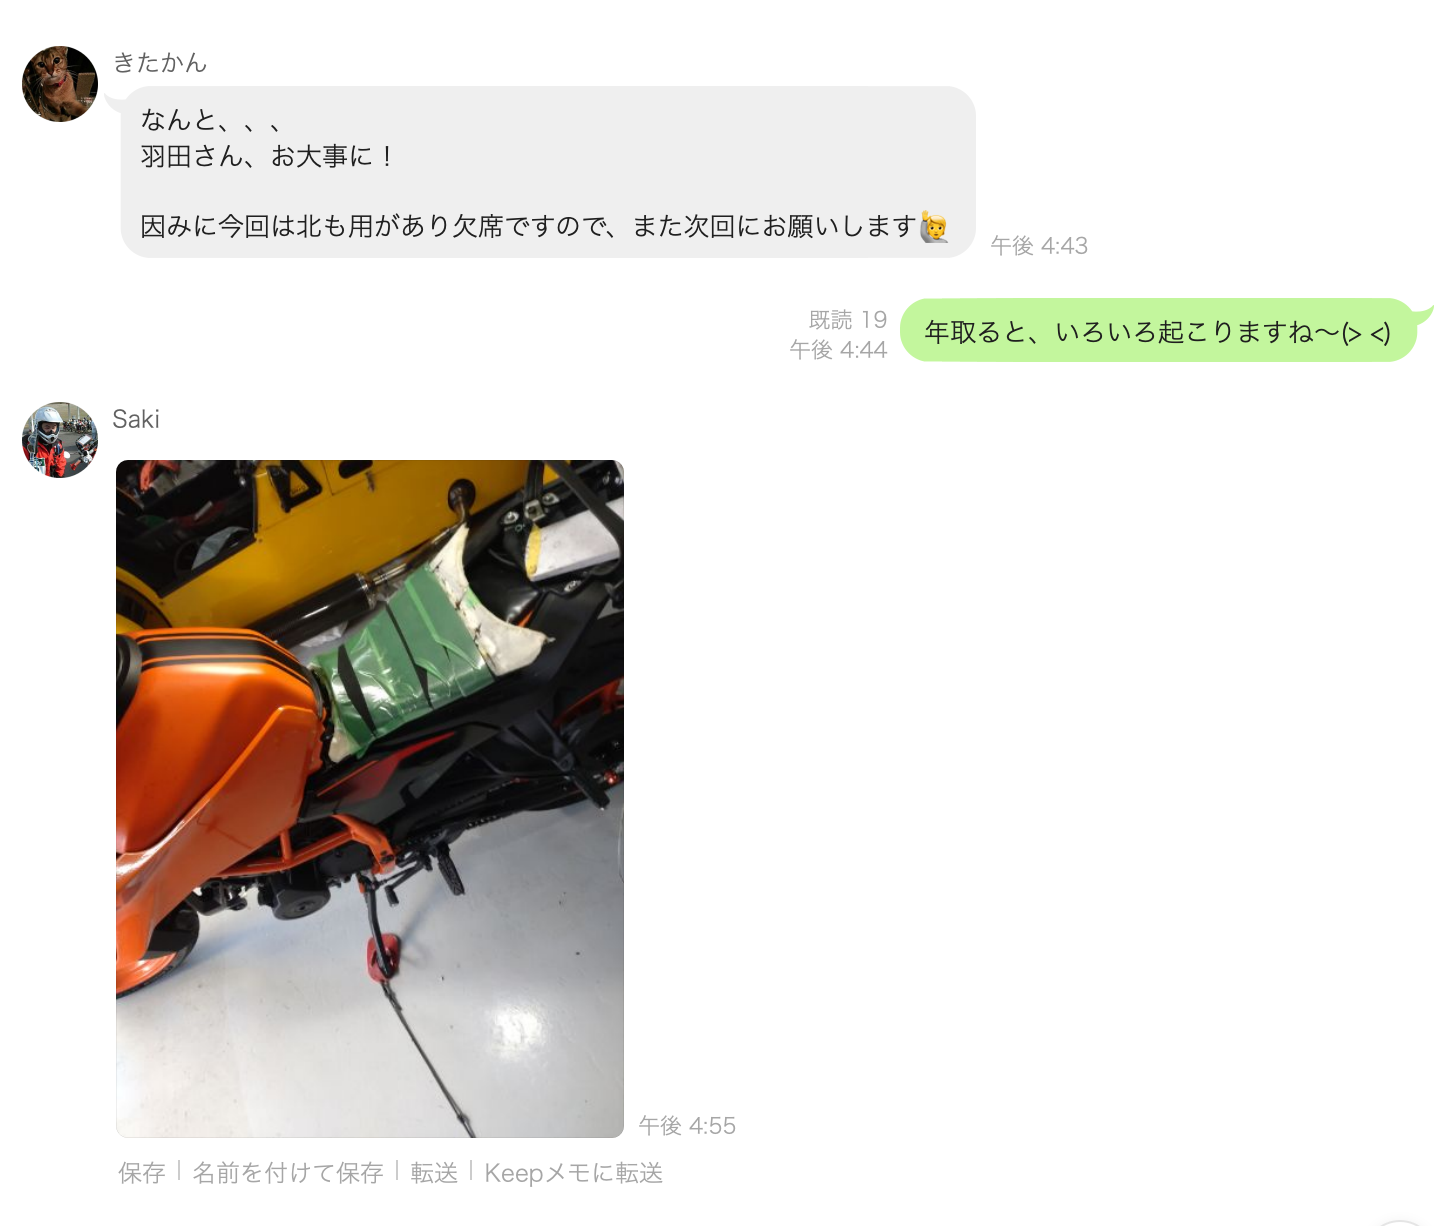 きたかん
なんと、、、
羽田さん、お大事に！
因みに今回は北も用があり欠席ですので、また次回にお願いします🙋‍♂️
午後 4:43
既読 19
午後 4:44
年取ると、いろいろ起こりますね〜(> <)
Saki
午後 4:55
保存 | 名前を付けて保存 | 転送 | Keepメモに転送